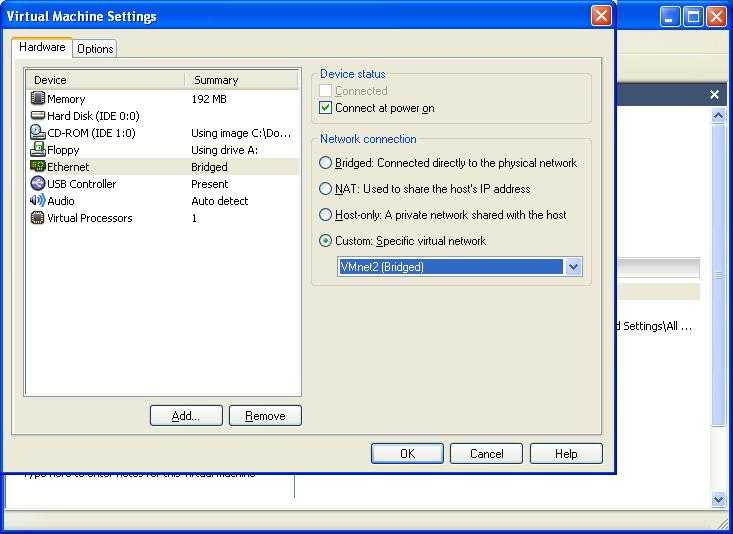 Virtual Machine Settings
Hardware
Options
Device Summary
Memory 192 MB
Hard Disk (IDE 0:0)
CD-ROM (IDE 1:0) Using image C:\Do...
Floppy Using drive A:
Ethernet Bridged
USB Controller Present
Audio Auto detect
Virtual Processors 1
Add...
Remove
Device status
Connected
Connect at power on
Network connection
Bridged: Connected directly to the physical network
NAT: Used to share the host's IP address
Host-only: A private network shared with the host
Custom: Specific virtual network
VMnet2 (Bridged)
OK
Cancel
Help
d Settings\All ...
Type here to enter notes for this virtual machine